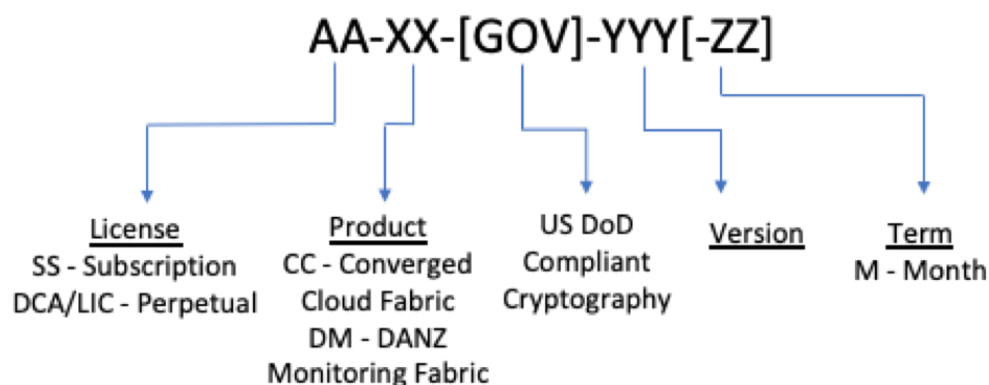 AA-XX-[GOV]-YYY[-ZZ]
License
SS - Subscription
DCA/LIC - Perpetual
Product
CC - Converged
Cloud Fabric
DM - DANZ
Monitoring Fabric
US DoD
Compliant
Cryptography
Version
Term
M - Month